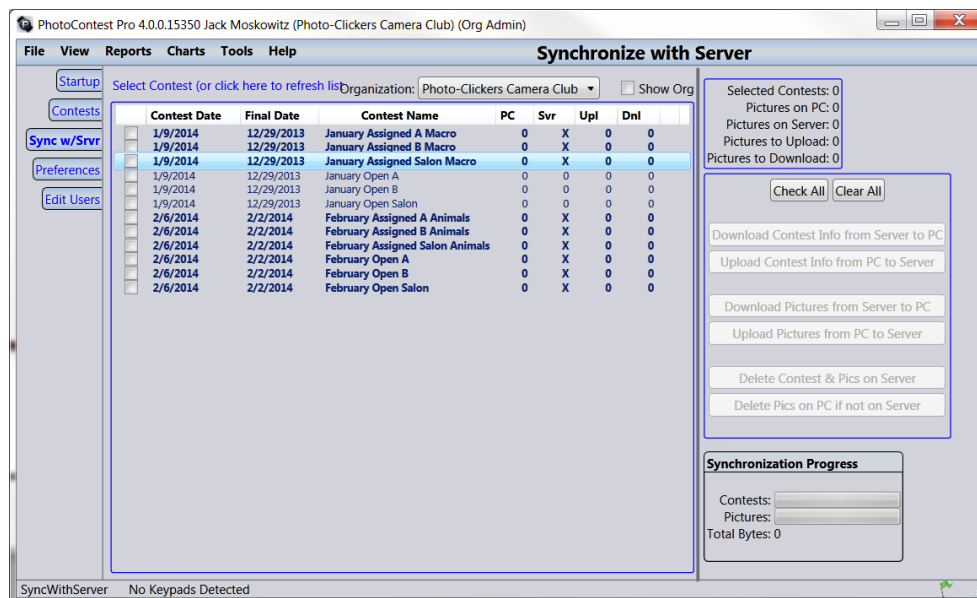 PhotoContest Pro 4.0.0.15350 Jack Moskowitz (Photo-Clickers Camera Club) (Org Admin)
File View Reports Charts Tools Help Synchronize with Server
Startup
Contests
Sync w/Srvr
Preferences
Edit Users
Select Contest (or click here to refresh list Organization: Photo-Clickers Camera Club Show Org
Contest Date Final Date Contest Name PC Svr Upl Dnl
1/9/2014 12/29/2013 January Assigned A Macro 0 X 0 0
1/9/2014 12/29/2013 January Assigned B Macro 0 X 0 0
1/9/2014 12/29/2013 January Assigned Salon Macro 0 X 0 0
1/9/2014 12/29/2013 January Open A 0 0 0 0
1/9/2014 12/29/2013 January Open B 0 0 0 0
1/9/2014 12/29/2013 January Open Salon 0 0 0 0
2/6/2014 2/2/2014 February Assigned A Animals 0 X 0 0
2/6/2014 2/2/2014 February Assigned B Animals 0 X 0 0
2/6/2014 2/2/2014 February Assigned Salon Animals 0 X 0 0
2/6/2014 2/2/2014 February Open A 0 X 0 0
2/6/2014 2/2/2014 February Open B 0 X 0 0
2/6/2014 2/2/2014 February Open Salon 0 X 0 0
Selected Contests: 0
Pictures on PC: 0
Pictures on Server: 0
Pictures to Upload: 0
Pictures to Download: 0
Check All Clear All
Download Contest Info from Server to PC
Upload Contest Info from PC to Server
Download Pictures from Server to PC
Upload Pictures from PC to Server
Delete Contest & Pics on Server
Delete Pics on PC if not on Server
Synchronization Progress
Contests:
Pictures:
Total Bytes: 0
SyncWithServer No Keypads Detected